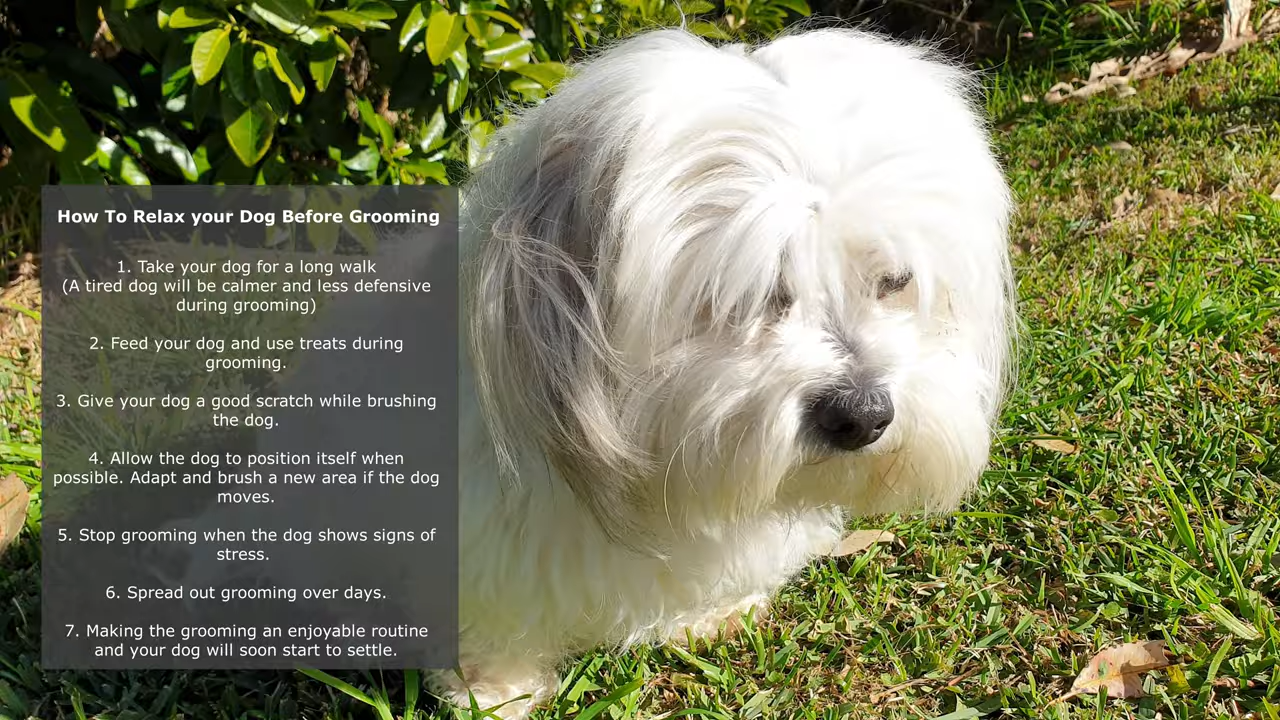 How To Relax your Dog Before Grooming
1. Take your dog for a long walk
(A tired dog will be calmer and less defensive
during grooming)
2. Feed your dog and use treats during
grooming.
3. Give your dog a good scratch while brushing
the dog.
4. Allow the dog to position itself when
possible. Adapt and brush a new area if the dog
moves.
5. Stop grooming when the dog shows signs of
stress.
6. Spread out grooming over days.
7. Making the grooming an enjoyable routine
and your dog will soon start to settle.